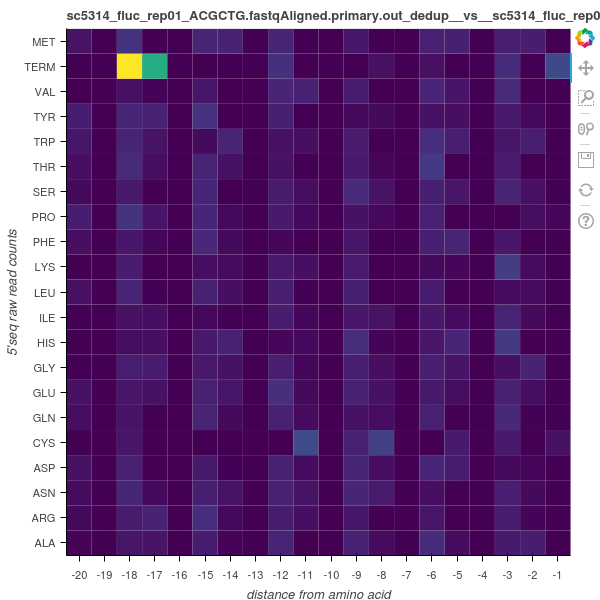 sc5314_fluc_rep01_ACGCTG.fastqAligned.primary.out_dedup__vs__sc5314_fluc_rep0
MET
TERM
VAL
TYR
TRP
THR
SER
PRO
PHE
LYS
LEU
ILE
HIS
GLY
GLU
GLN
CYS
ASP
ASN
ARG
ALA
5'seq raw read counts
-20 -19 -18 -17 -16 -15 -14 -13 -12 -11 -10 -9 -8 -7 -6 -5 -4 -3 -2 -1
distance from amino acid